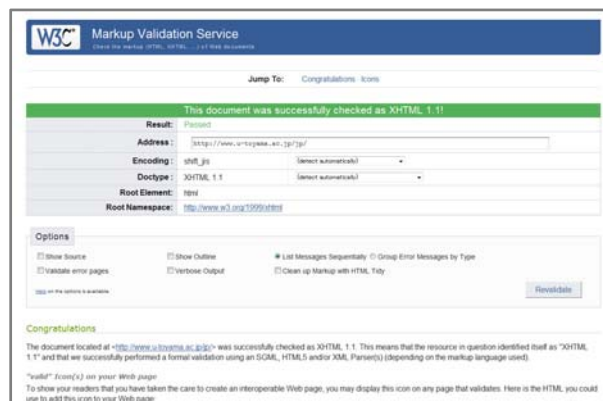 W3C® Markup Validation Service
Check the markup (HTML, XHTML, ...) of Web documents
Jump To: Congratulations Icons
This document was successfully checked as XHTML 1.1!
Result: Passed
Address : http://www.u-toyama.ac.jp/jp/
Encoding : shift_jis (detect automatically)
Doctype : XHTML 1.1 (detect automatically)
Root Element: html
Root Namespace: http://www.w3.org/1999/xhtml
Options
Show Source Show Outline List Messages Sequentially Group Error Messages by Type
Validate error pages Verbose Output Clean up Markup with HTML Tidy
Help on the options is available. Revalidate
Congratulations
The document located at <http://www.u-toyama.ac.jp/jp/> was successfully checked as XHTML 1.1. This means that the resource in question identified itself as "XHTML
1.1" and that we successfully performed a formal validation using an SGML, HTML5 and/or XML Parser(s) (depending on the markup language used).
"valid" Icon(s) on your Web page
To show your readers that you have taken the care to create an interoperable Web page, you may display this icon on any page that validates. Here is the HTML you could
use to add this icon to your Web page: